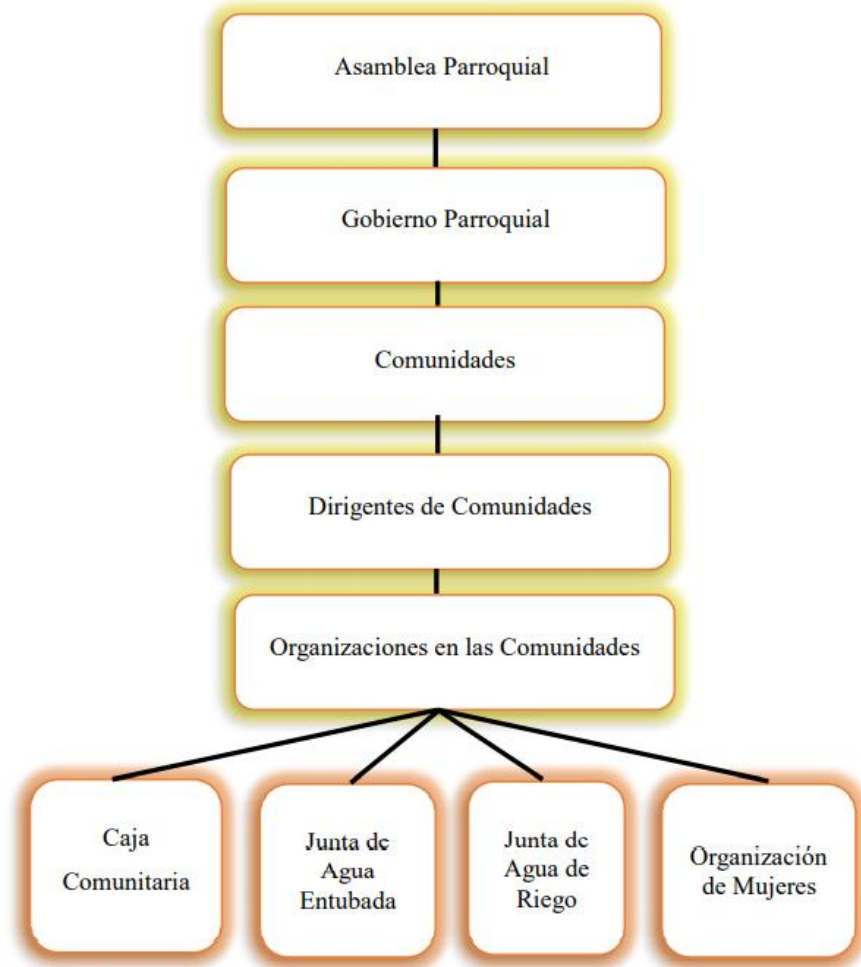 Asamblea Parroquial
Gobierno Parroquial
Comunidades
Dirigentes de Comunidades
Organizaciones en las Comunidades
Caja
Comunitaria
Junta de
Agua
Entubada
Junta de
Agua de
Riego
Organización
de Mujeres